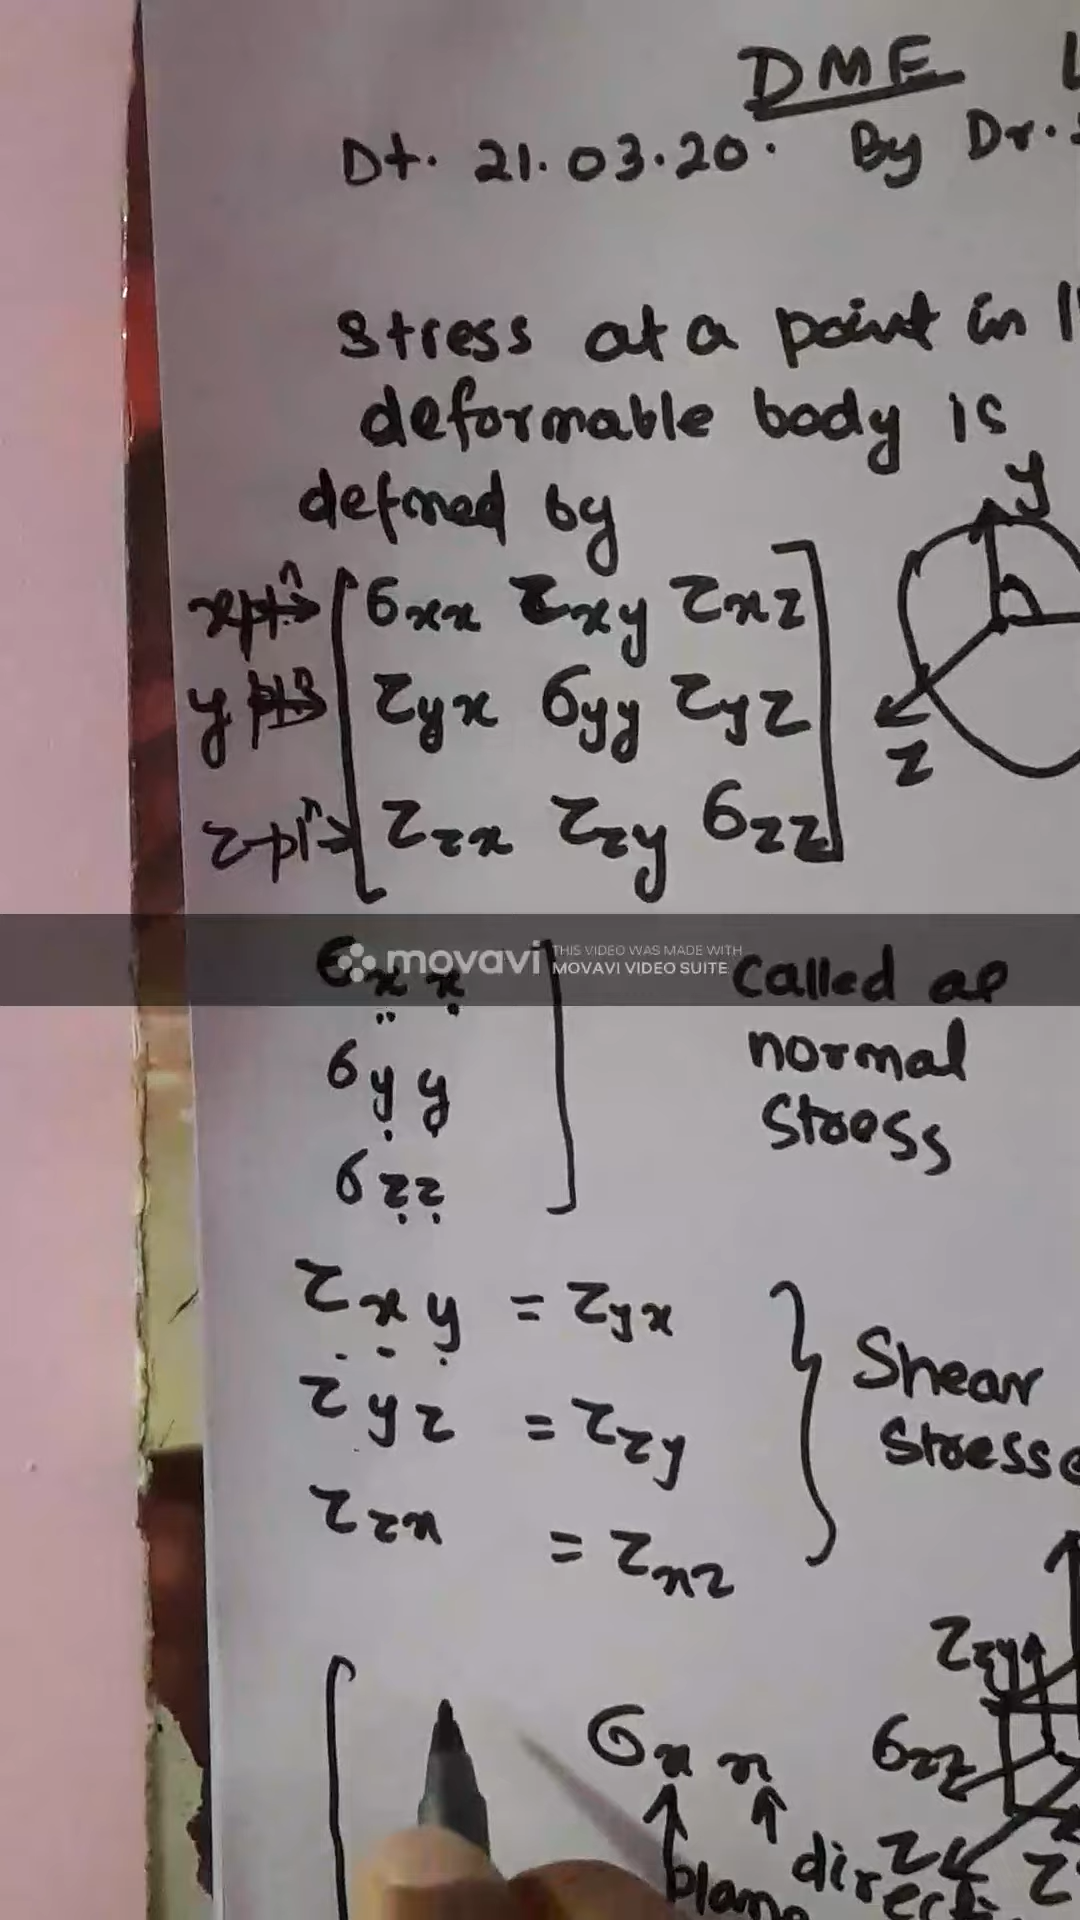 DME
Dt. 21.03.20. By Dr.
Stress at a point in
deformable body is
defined by
y
x pl.n → σxx τxy τxz
y pl.n → τyx σyy τyz
z
z-pl.n → τzx τzy σzz
movavi THIS VIDEO WAS MADE WITH
MOVAVI VIDEO SUITE
σxx called as
σyy normal
σzz Stress
τxy = τyx
τyz = τzy Shear
τzx = τxz
τzy
σxx σzz
plane direct z τ